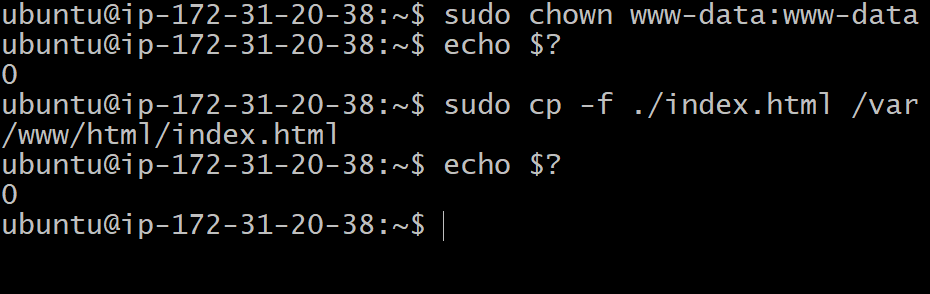 ubuntu@ip-172-31-20-38:~$ sudo chown www-data:www-data
ubuntu@ip-172-31-20-38:~$ echo $?
0
ubuntu@ip-172-31-20-38:~$ sudo cp -f ./index.html /var
/www/html/index.html
ubuntu@ip-172-31-20-38:~$ echo $?
0
ubuntu@ip-172-31-20-38:~$